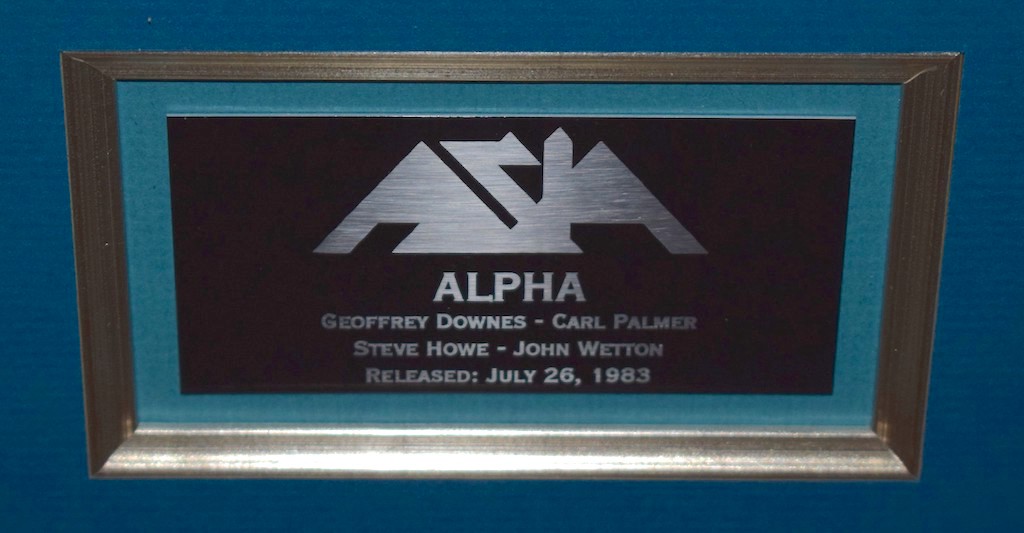 ASIA
ALPHA
GEOFFREY DOWNES - CARL PALMER
STEVE HOWE - JOHN WETTON
RELEASED: JULY 26, 1983